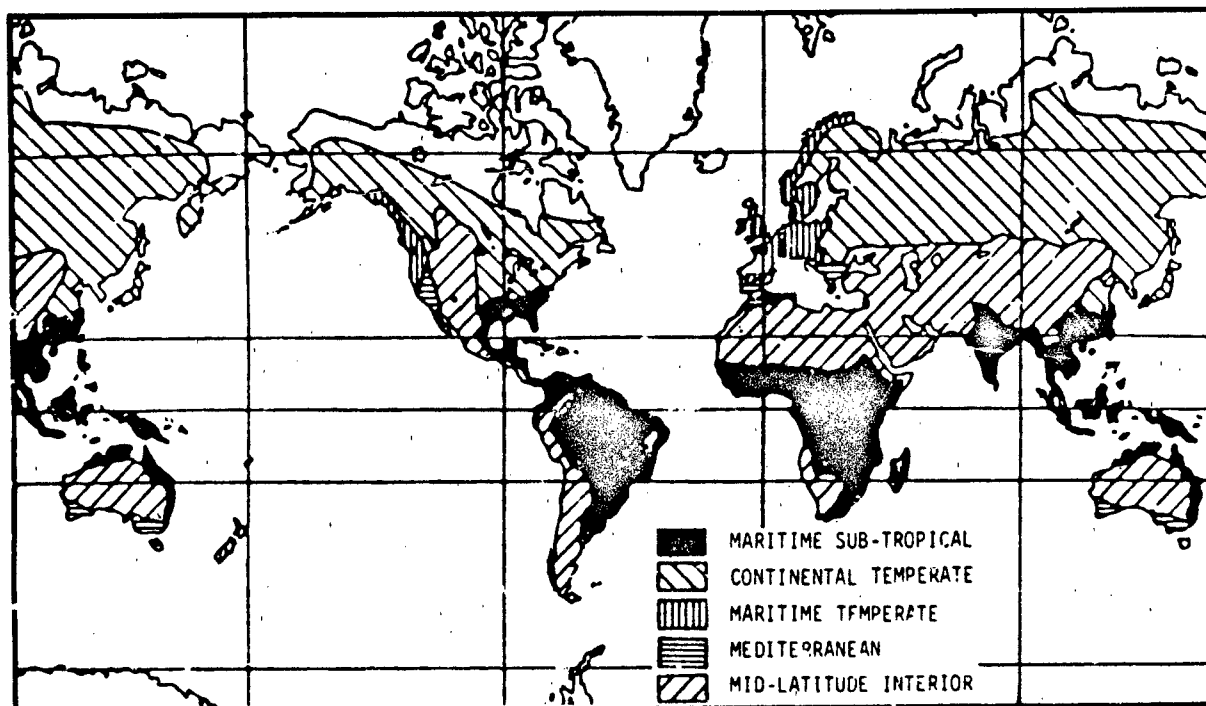 MARITIME SUB-TROPICAL
CONTINENTAL TEMPERATE
MARITIME TEMPERATE
MEDITERRANEAN
MID-LATITUDE INTERIOR